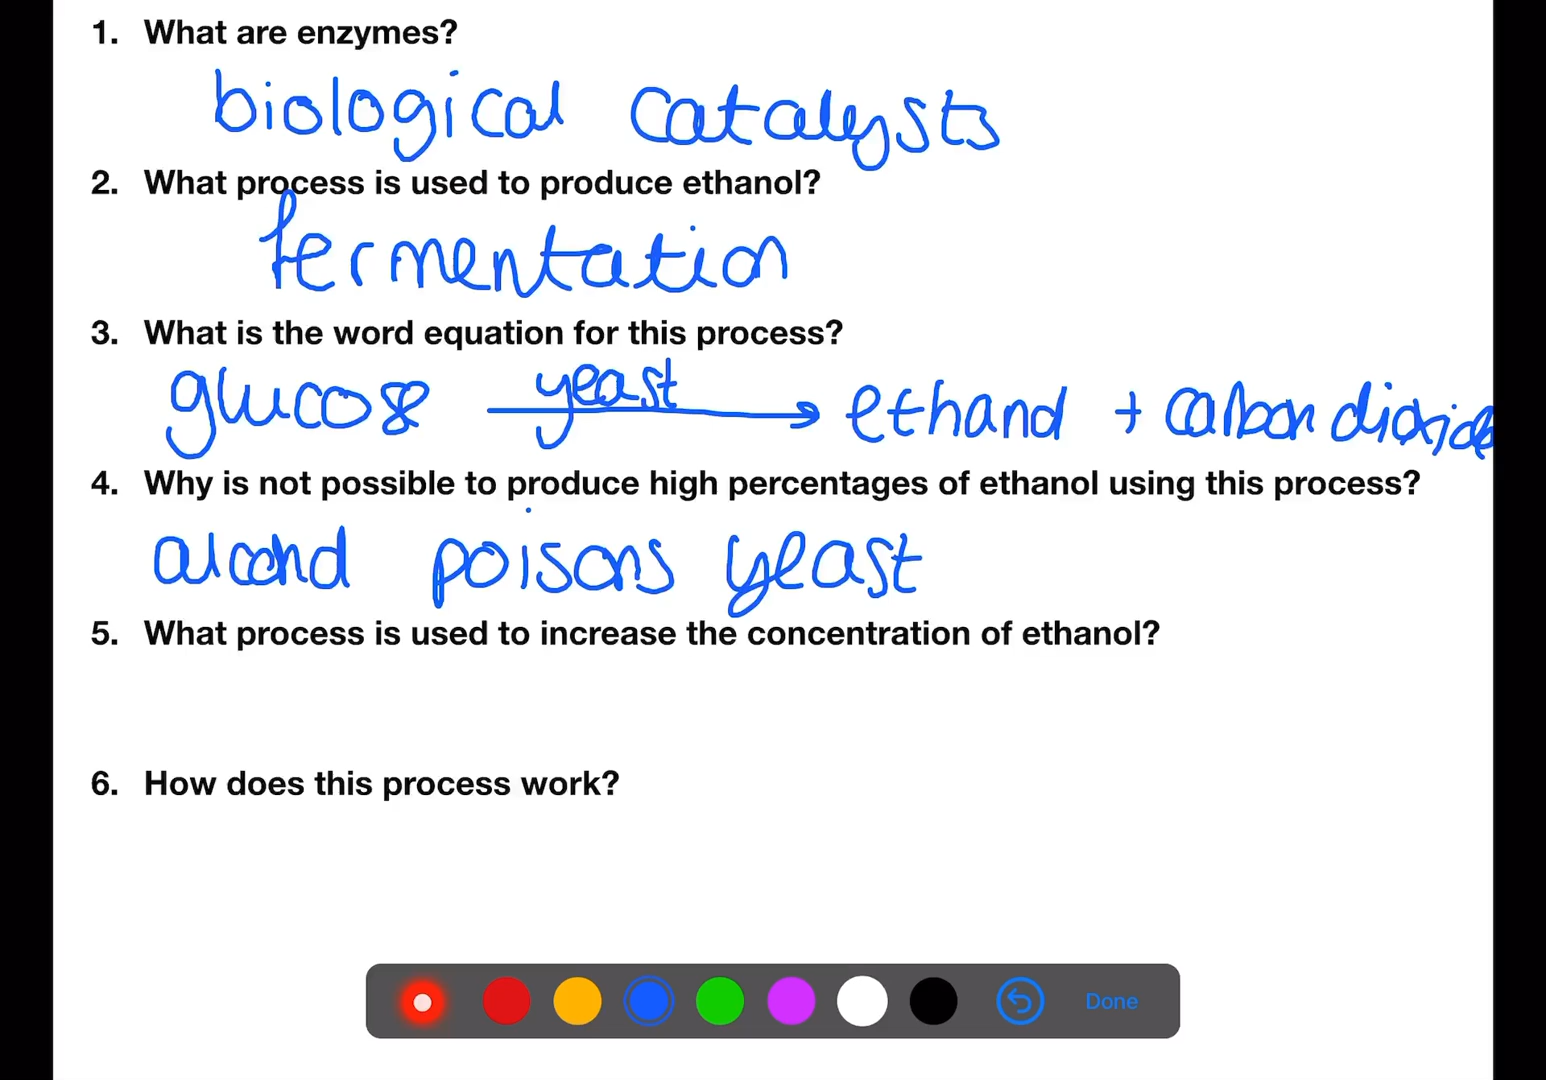 1. What are enzymes?
biological catalysts
2. What process is used to produce ethanol?
fermentation
3. What is the word equation for this process?
glucose yeast → ethanol + carbon dioxide
4. Why is not possible to produce high percentages of ethanol using this process?
alcohol poisons yeast
5. What process is used to increase the concentration of ethanol?
6. How does this process work?
Done